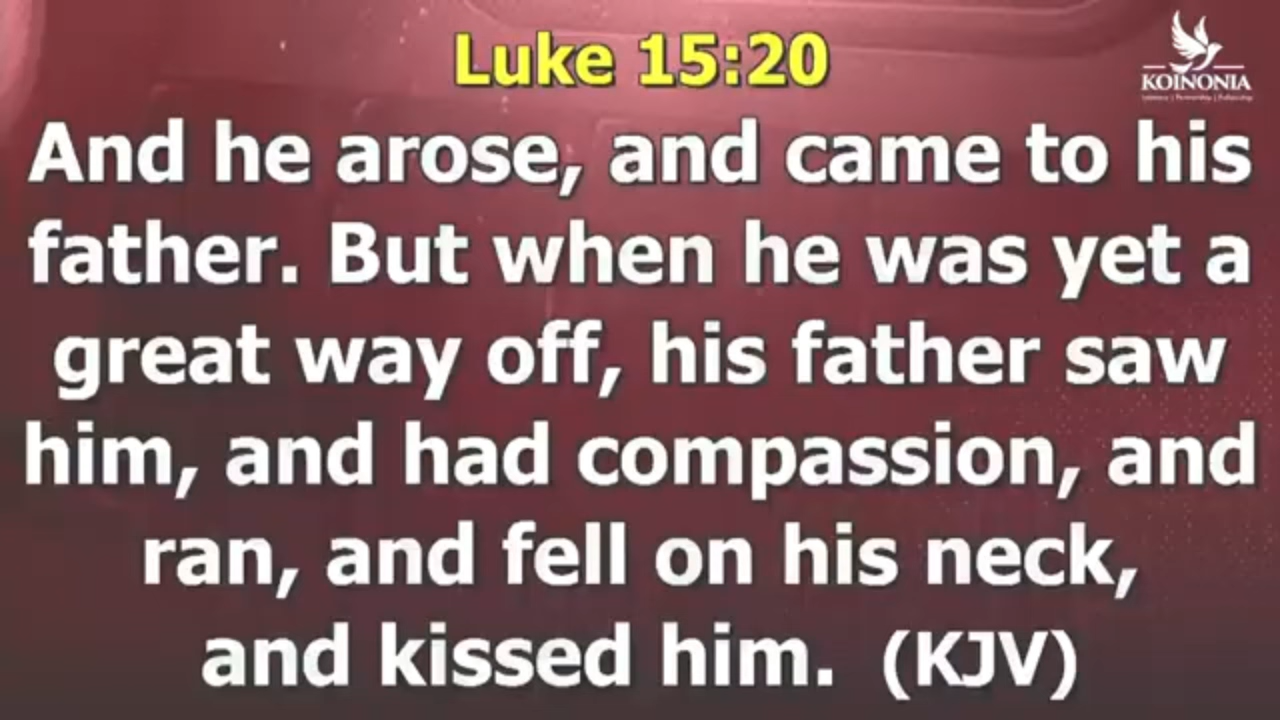 Luke 15:20
KOINONIA
And he arose, and came to his
father. But when he was yet a
great way off, his father saw
him, and had compassion, and
ran, and fell on his neck,
and kissed him. (KJV)